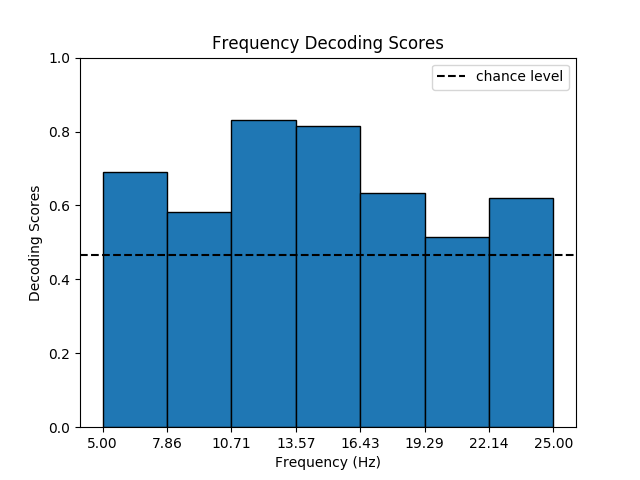 Frequency Decoding Scores
chance level
Decoding Scores
1.0
0.8
0.6
0.4
0.2
0.0
5.00 7.86 10.71 13.57 16.43 19.29 22.14 25.00
Frequency (Hz)